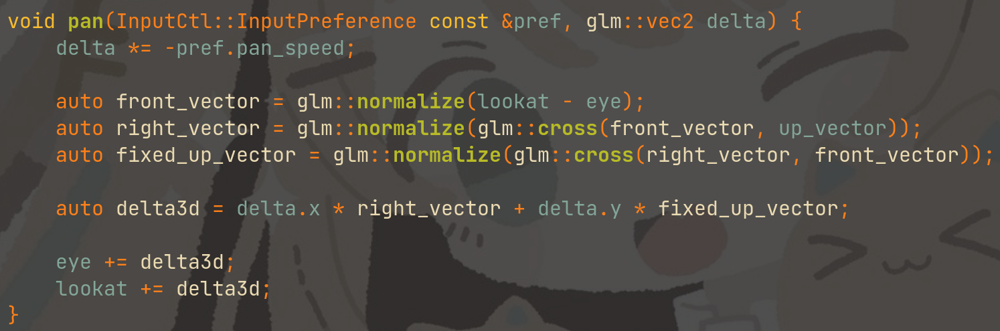 void pan(InputCtl::InputPreference const &pref, glm::vec2 delta) {
    delta *= -pref.pan_speed;

    auto front_vector = glm::normalize(lookat - eye);
    auto right_vector = glm::normalize(glm::cross(front_vector, up_vector));
    auto fixed_up_vector = glm::normalize(glm::cross(right_vector, front_vector));

    auto delta3d = delta.x * right_vector + delta.y * fixed_up_vector;

    eye += delta3d;
    lookat += delta3d;
}